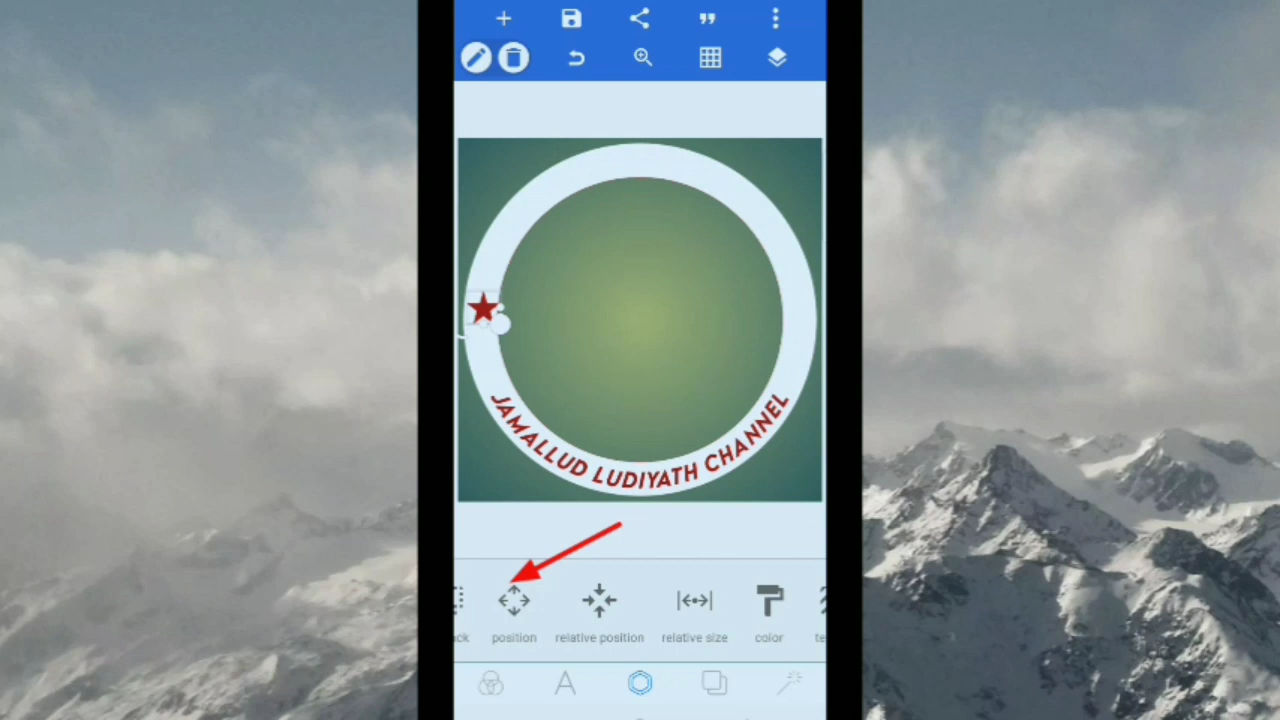 JAMALLUD LUDIYATH CHANNEL
position
relative position
relative size
color